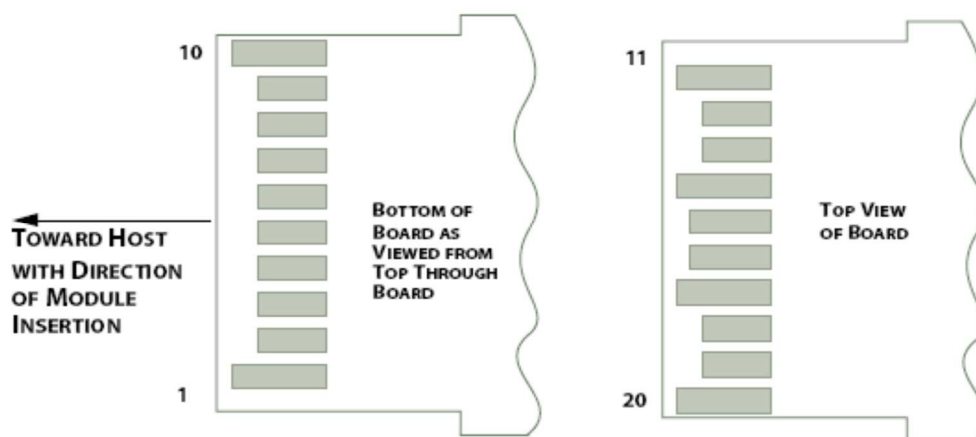 10
TOWARD HOST
WITH DIRECTION
OF MODULE
INSERTION
1
BOTTOM OF
BOARD AS
VIEWED FROM
TOP THROUGH
BOARD
11
20
TOP VIEW
OF BOARD